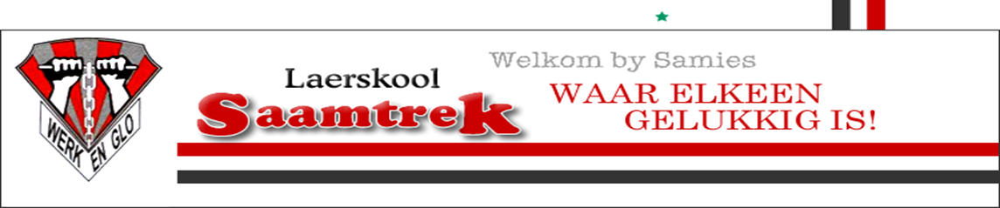 WERK EN GLO
Laerskool
Saamtrek
Welkom by Samies
WAAR ELKEEN
GELUKKIG IS!